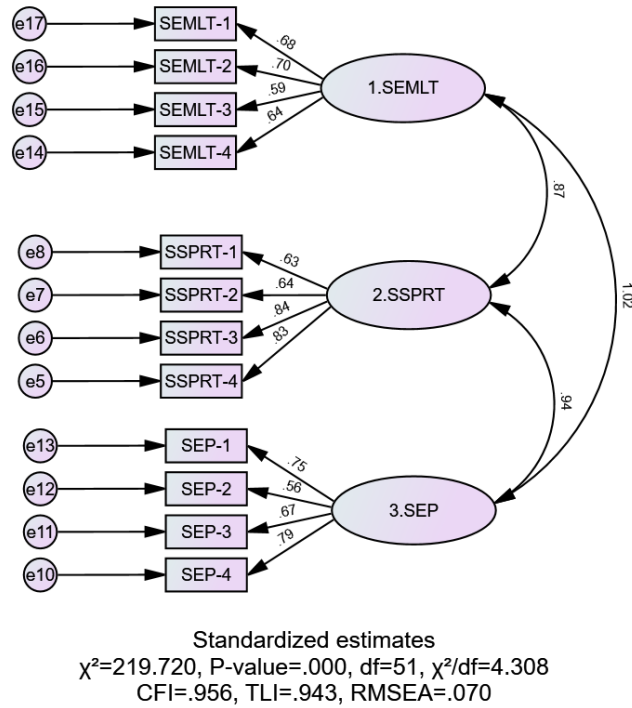 e17
SEMLT-1
.68
e16
SEMLT-2
.70
1.SEMLT
e15
SEMLT-3
.59
e14
SEMLT-4
.64
.87
e8
SSPRT-1
.63
e7
SSPRT-2
.64
2.SSPRT
1.02
e6
SSPRT-3
.84
e5
SSPRT-4
.83
.94
e13
SEP-1
.75
e12
SEP-2
.56
3.SEP
e11
SEP-3
.67
e10
SEP-4
.79
Standardized estimates
χ²=219.720, P-value=.000, df=51, χ²/df=4.308
CFI=.956, TLI=.943, RMSEA=.070